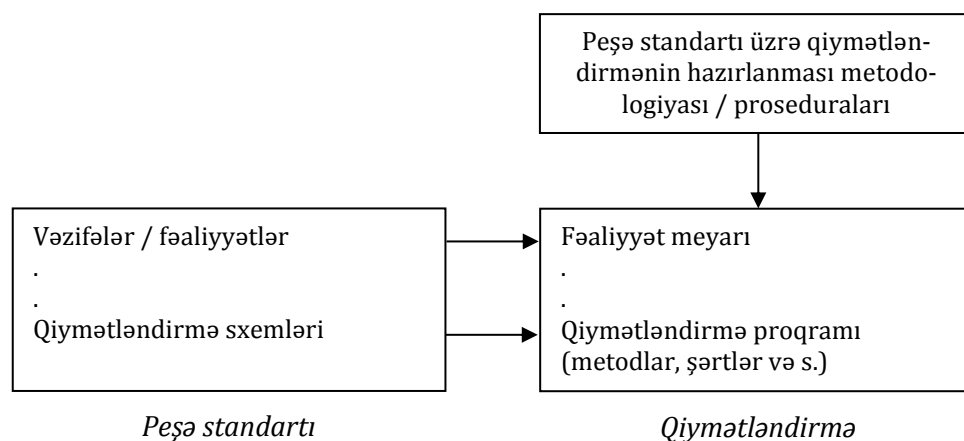 Peşə standartı üzrə qiymətlən-
dirmənin hazırlanması metodo-
logiyası / proseduraları
Vəzifələr / fəaliyyətlər
.
.
Qiymətləndirmə sxemləri
Fəaliyyət meyarı
.
.
Qiymətləndirmə proqramı
(metodlar, şərtlər və s.)
Peşə standartı
Qiymətləndirmə